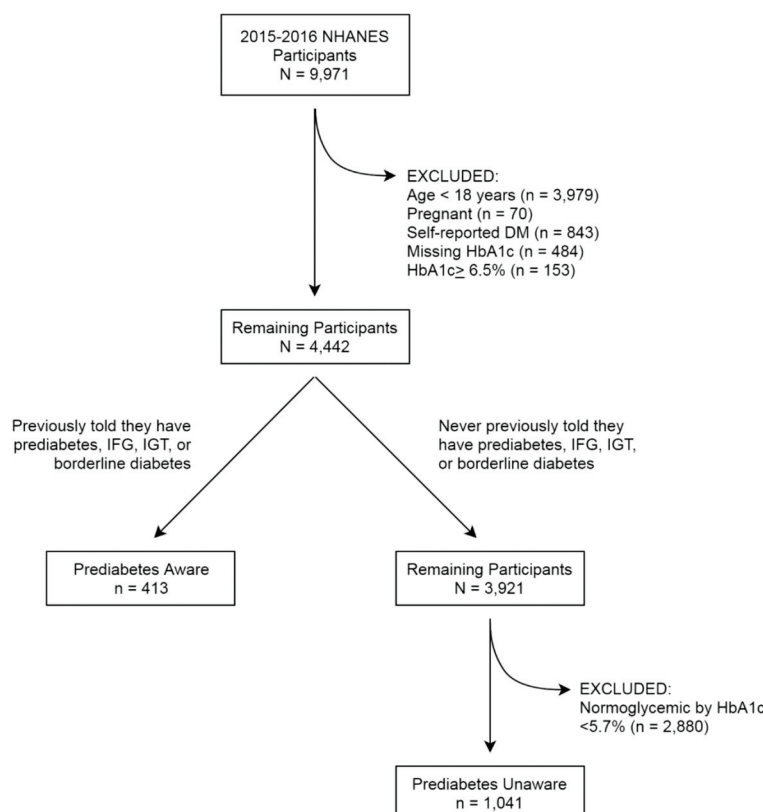 2015-2016 NHANES
Participants
N = 9,971
EXCLUDED:
Age < 18 years (n = 3,979)
Pregnant (n = 70)
Self-reported DM (n = 843)
Missing HbA1c (n = 484)
HbA1c≥ 6.5% (n = 153)
Remaining Participants
N = 4,442
Previously told they have
prediabetes, IFG, IGT, or
borderline diabetes
Never previously told they
have prediabetes, IFG, IGT,
or borderline diabetes
Prediabetes Aware
n = 413
Remaining Participants
N = 3,921
EXCLUDED:
Normoglycemic by HbA1c
<5.7% (n = 2,880)
Prediabetes Unaware
n = 1,041